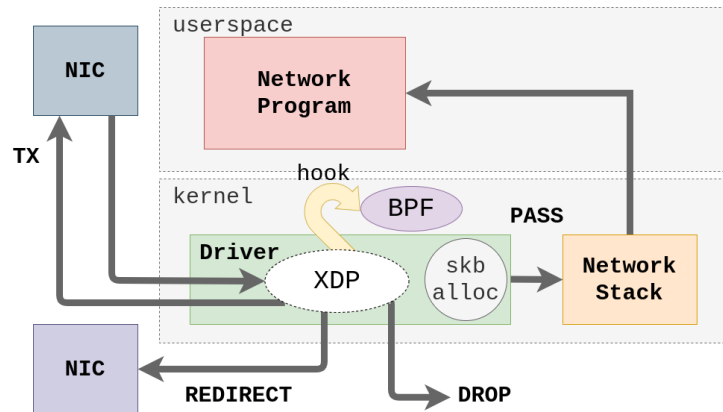 userspace
NIC
Network
Program
TX
hook
kernel
BPF
PASS
Driver
XDP
skb
alloc
Network
Stack
NIC
REDIRECT
DROP